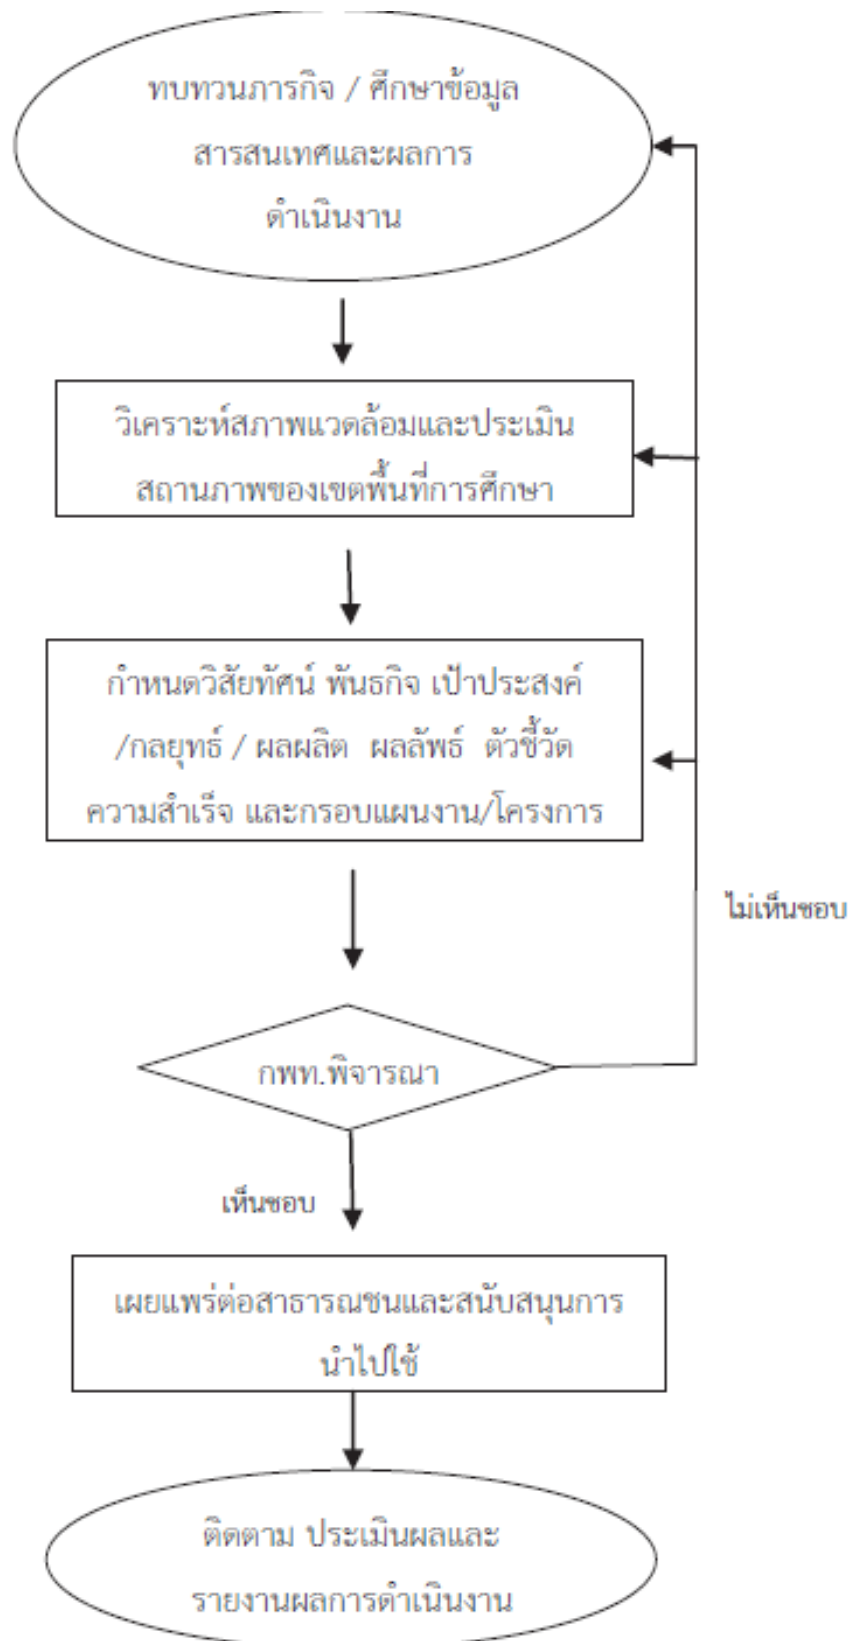 ทบทวนภารกิจ / ศึกษาข้อมูล
สารสนเทศและผลการ
ดำเนินงาน
วิเคราะห์สภาพแวดล้อมและประเมิน
สถานภาพของเขตพื้นที่การศึกษา
กำหนดวิสัยทัศน์ พันธกิจ เป้าประสงค์
/กลยุทธ์ / ผลผลิต ผลลัพธ์ ตัวชี้วัด
ความสำเร็จ และกรอบแผนงาน/โครงการ
ไม่เห็นชอบ
กพท.พิจารณา
เห็นชอบ
เผยแพร่ต่อสาธารณชนและสนับสนุนการ
นำไปใช้
ติดตาม ประเมินผลและ
รายงานผลการดำเนินงาน